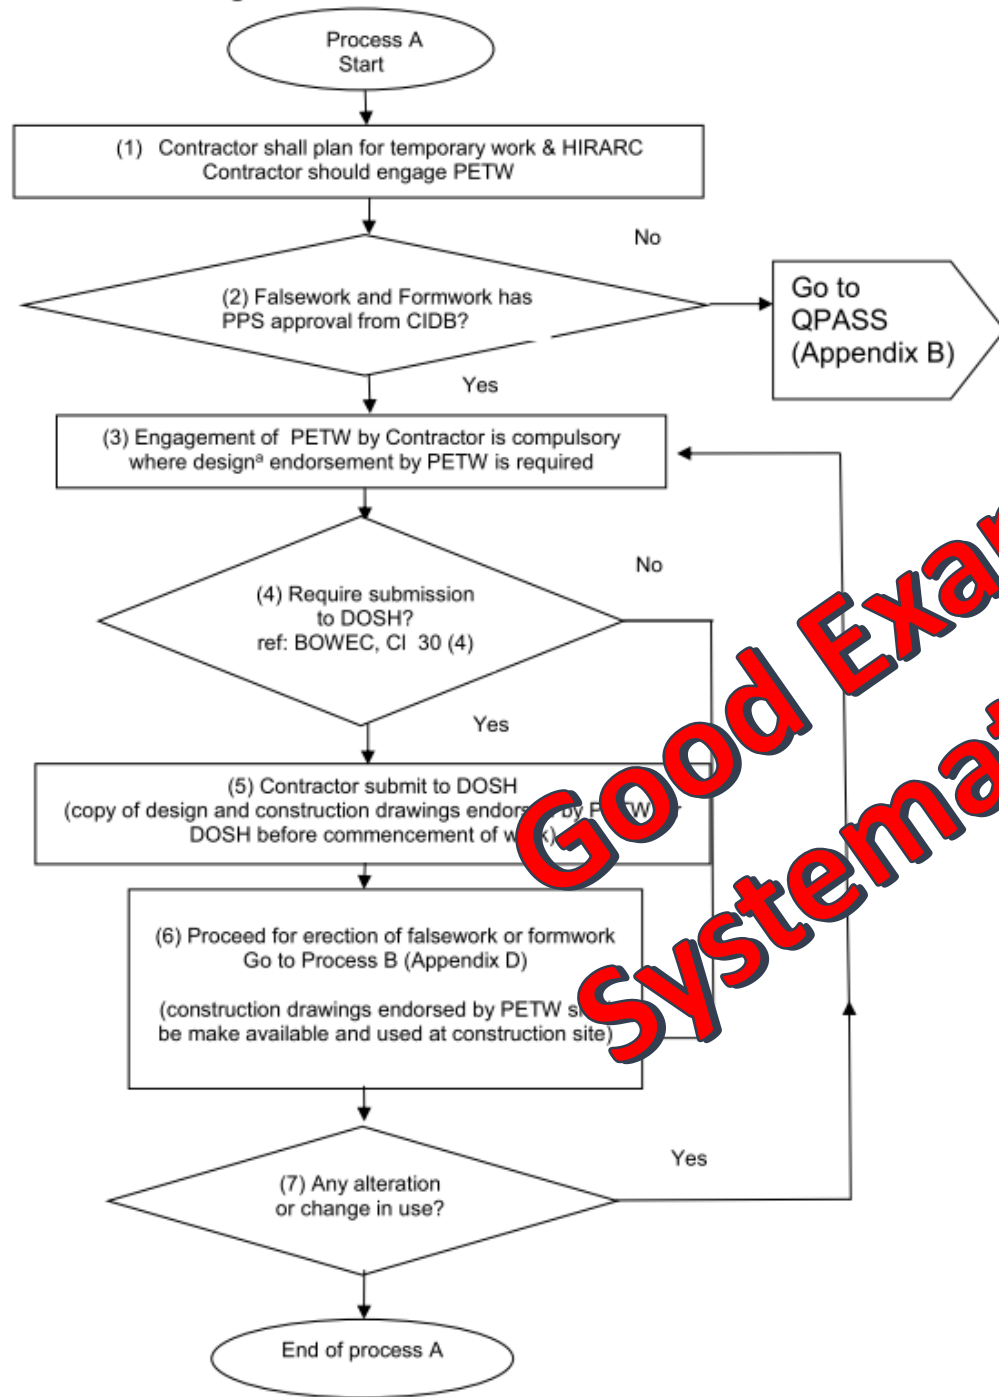 Process A
Start
(1) Contractor shall plan for temporary work & HIRARC
Contractor should engage PETW
No
(2) Falsework and Formwork has
PPS approval from CIDB?
Go to
QPASS
(Appendix B)
Yes
(3) Engagement of PETW by Contractor is compulsory
where designᵃ endorsement by PETW is required
No
(4) Require submission
to DOSH?
ref: BOWEC, Cl 30 (4)
Yes
(5) Contractor submit to DOSH
(copy of design and construction drawings by
DOSH before commencement of
(6) Proceed for erection of falsework or formwork
Go to Process B (Appendix D)
(construction drawings endorsed by PETW
be make available and used at construction site)
Yes
(7) Any alteration
or change in use?
End of process A
Good